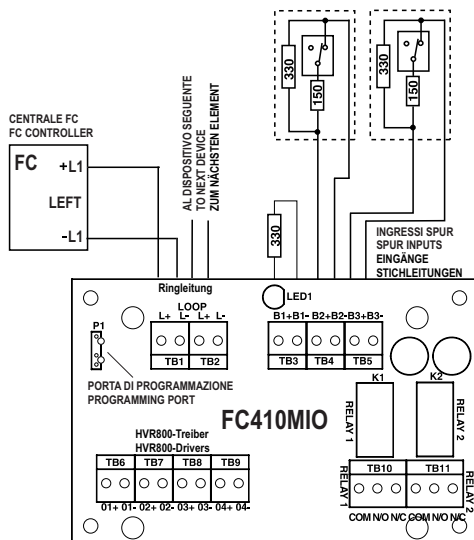 330
150
330
150
CENTRALE FC
FC CONTROLLER
FC
+L1
LEFT
-L1
AL DISPOSITIVO SEGUENTE
TO NEXT DEVICE
ZUM NÄCHSTEN ELEMENT
330
INGRESSI SPUR
SPUR INPUTS
EINGÄNGE
STICHLEITUNGEN
Ringleitung
LOOP
LED1
L+ L- L+ L-
B1+B1- B2+B2-B3+B3-
P1
TB1 TB2
TB3 TB4 TB5
PORTA DI PROGRAMMAZIONE
PROGRAMMING PORT
K1 K2
RELAY 1
RELAY 2
FC410MIO
HVR800-Treiber
HVR800-Drivers
TB6 TB7 TB8 TB9
TB10 TB11
RELAY 1
RELAY 2
01+ 01- 02+ 02- 03+ 03- 04+ 04-
COM N/O N/C COM N/O N/C